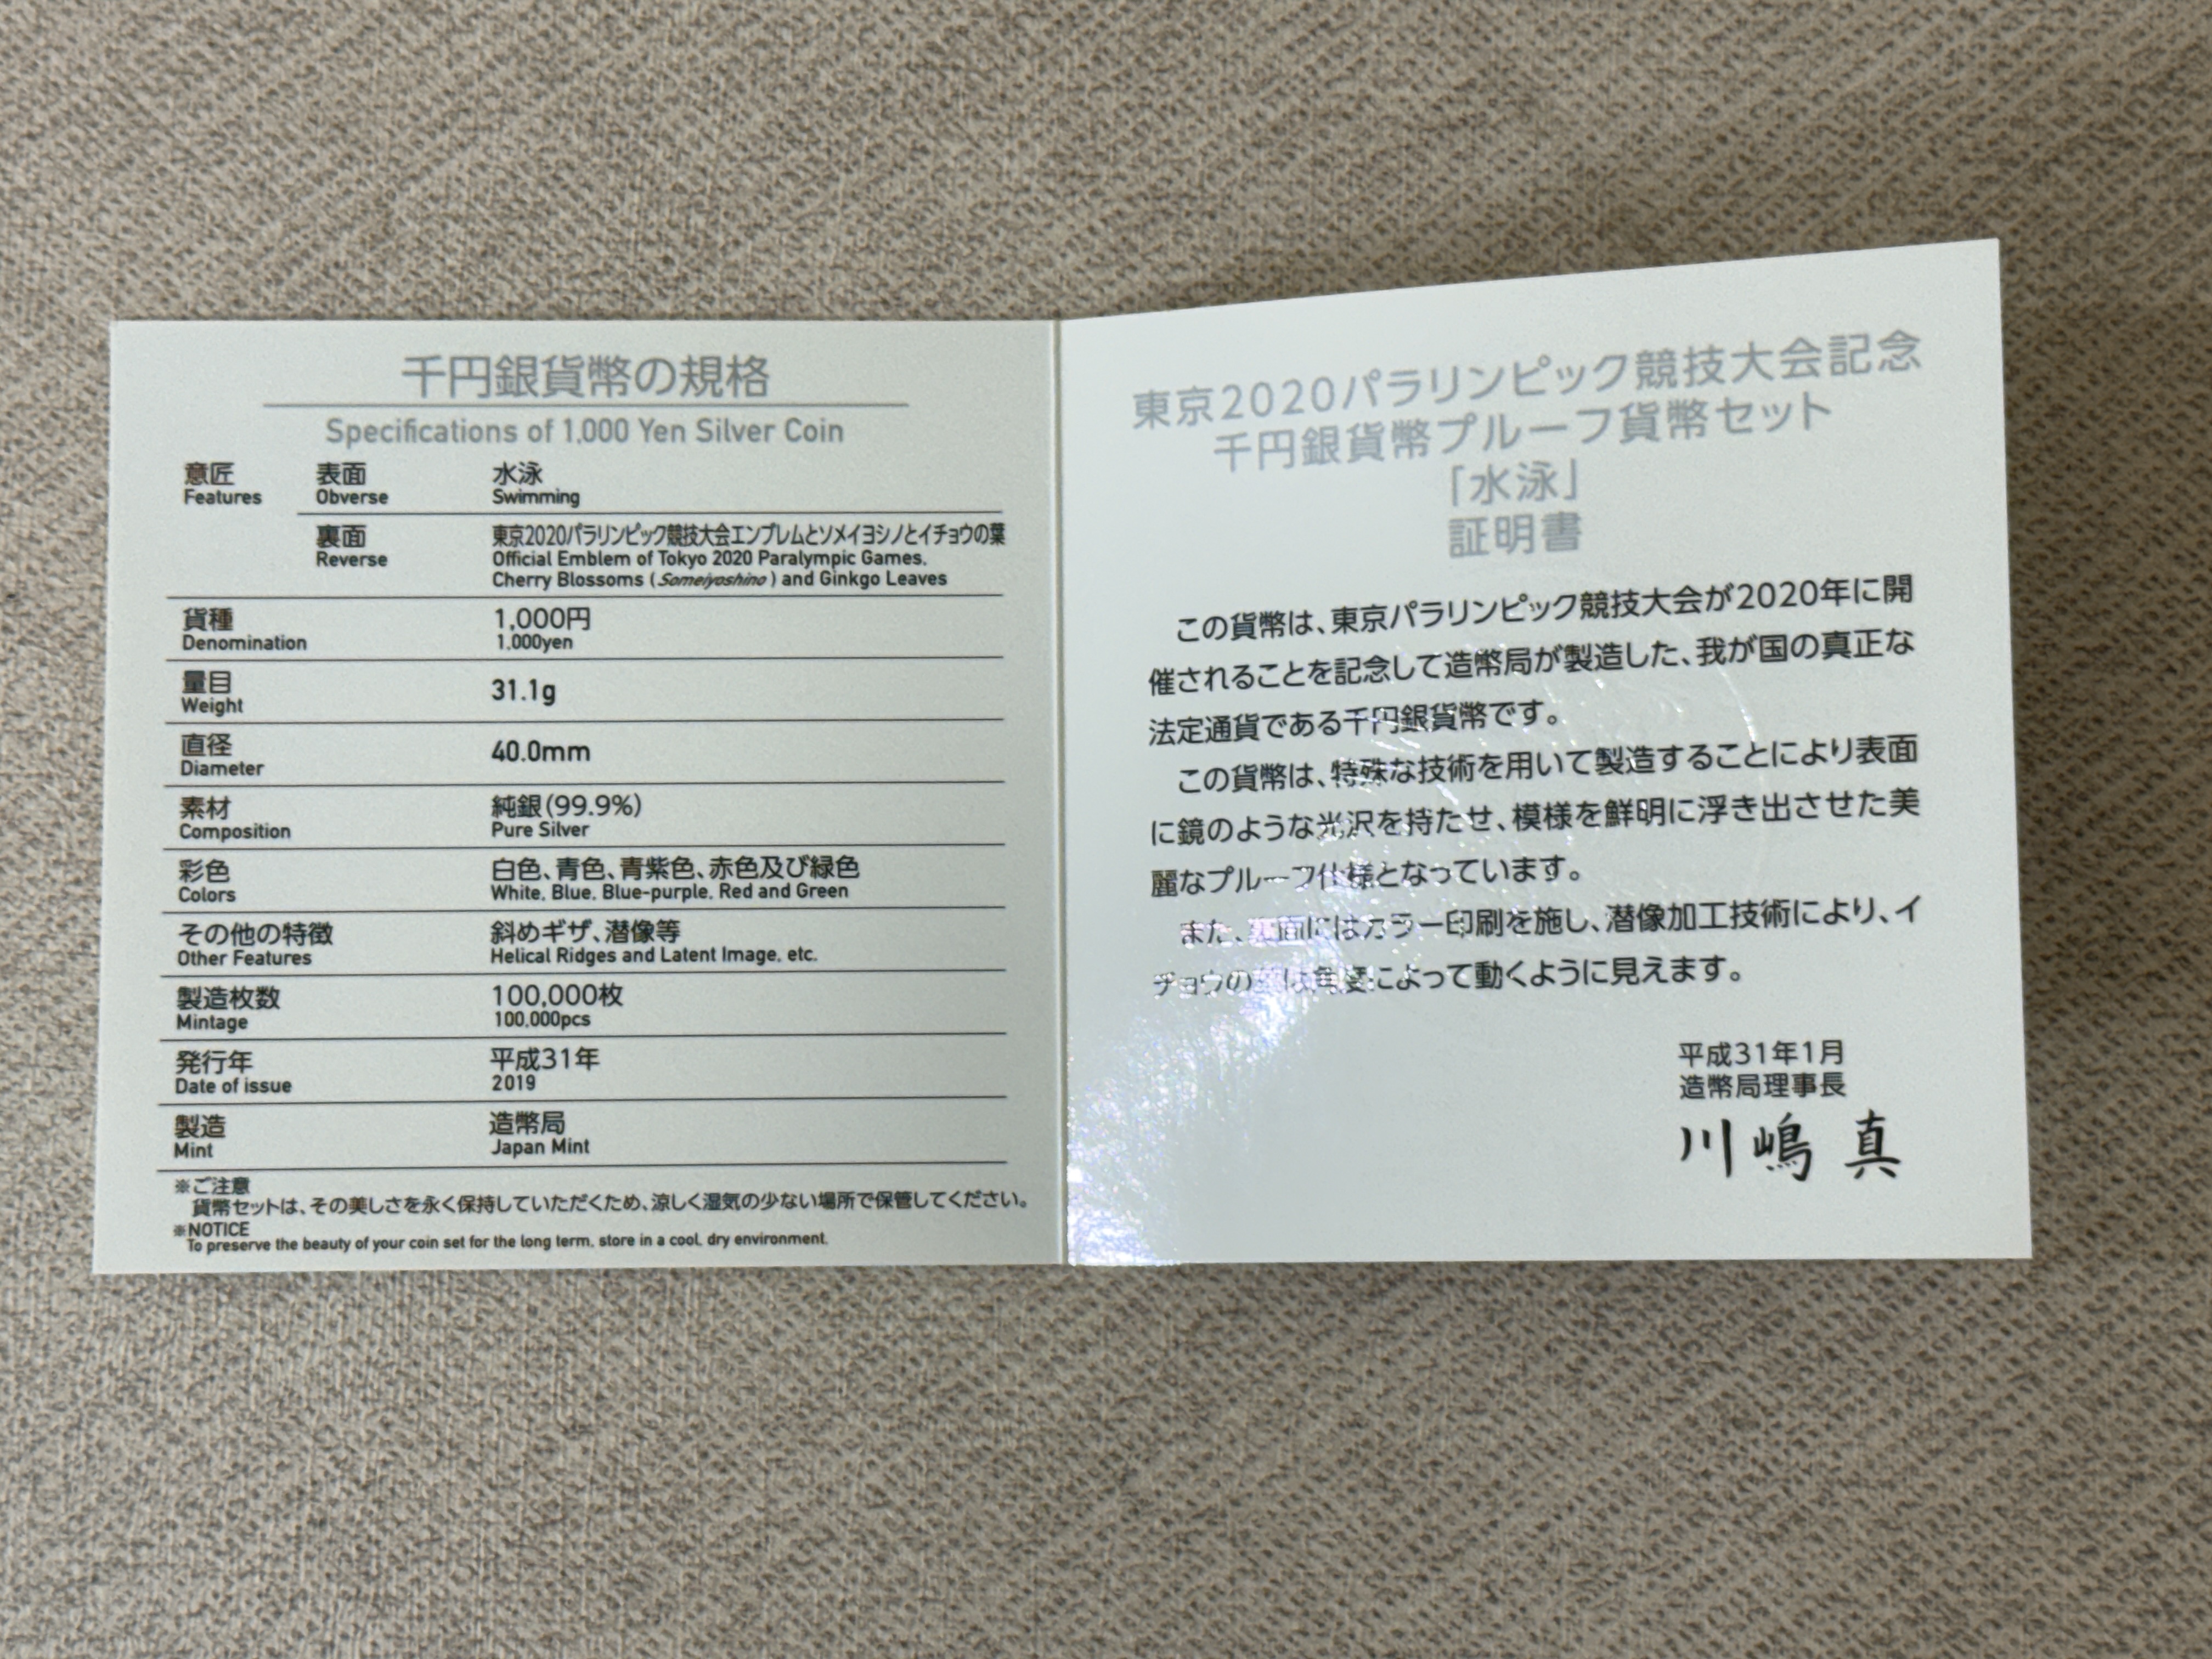 千円銀貨幣の規格
Specifications of 1,000 Yen Silver Coin
意匠 表面 水泳
Features Obverse Swimming
裏面 東京2020パラリンピック競技大会エンブレムとソメイヨシノとイチョウの葉
Reverse Official Emblem of Tokyo 2020 Paralympic Games,
Cherry Blossoms (Someiyoshino) and Ginkgo Leaves
貨種 1,000円
Denomination 1,000yen
量目 31.1g
Weight
直径 40.0mm
Diameter
素材 純銀(99.9%)
Composition Pure Silver
彩色 白色、青色、青紫色、赤色及び緑色
Colors White, Blue, Blue-purple, Red and Green
その他の特徴 斜めギザ、潜像等
Other Features Helical Ridges and Latent Image, etc.
製造枚数 100,000枚
Mintage 100,000pcs
発行年 平成31年
Date of issue 2019
製造 造幣局
Mint Japan Mint
※ご注意
貨幣セットは、その美しさを永く保持していただくため、涼しく湿気の少ない場所で保管してください。
※NOTICE
To preserve the beauty of your coin set for the long term, store in a cool, dry environment.
東京2020パラリンピック競技大会記念
千円銀貨幣プルーフ貨幣セット
「水泳」
証明書
この貨幣は、東京パラリンピック競技大会が2020年に開
催されることを記念して造幣局が製造した、我が国の真正な
法定通貨である千円銀貨幣です。
この貨幣は、特殊な技術を用いて製造することにより表面
に鏡のような光沢を持たせ、模様を鮮明に浮き出させた美
麗なプルーフ仕様となっています。
また、裏面にはカラー印刷を施し、潜像加工技術により、イ
チョウの葉は角度によって動くように見えます。
平成31年1月
造幣局理事長
川嶋 真